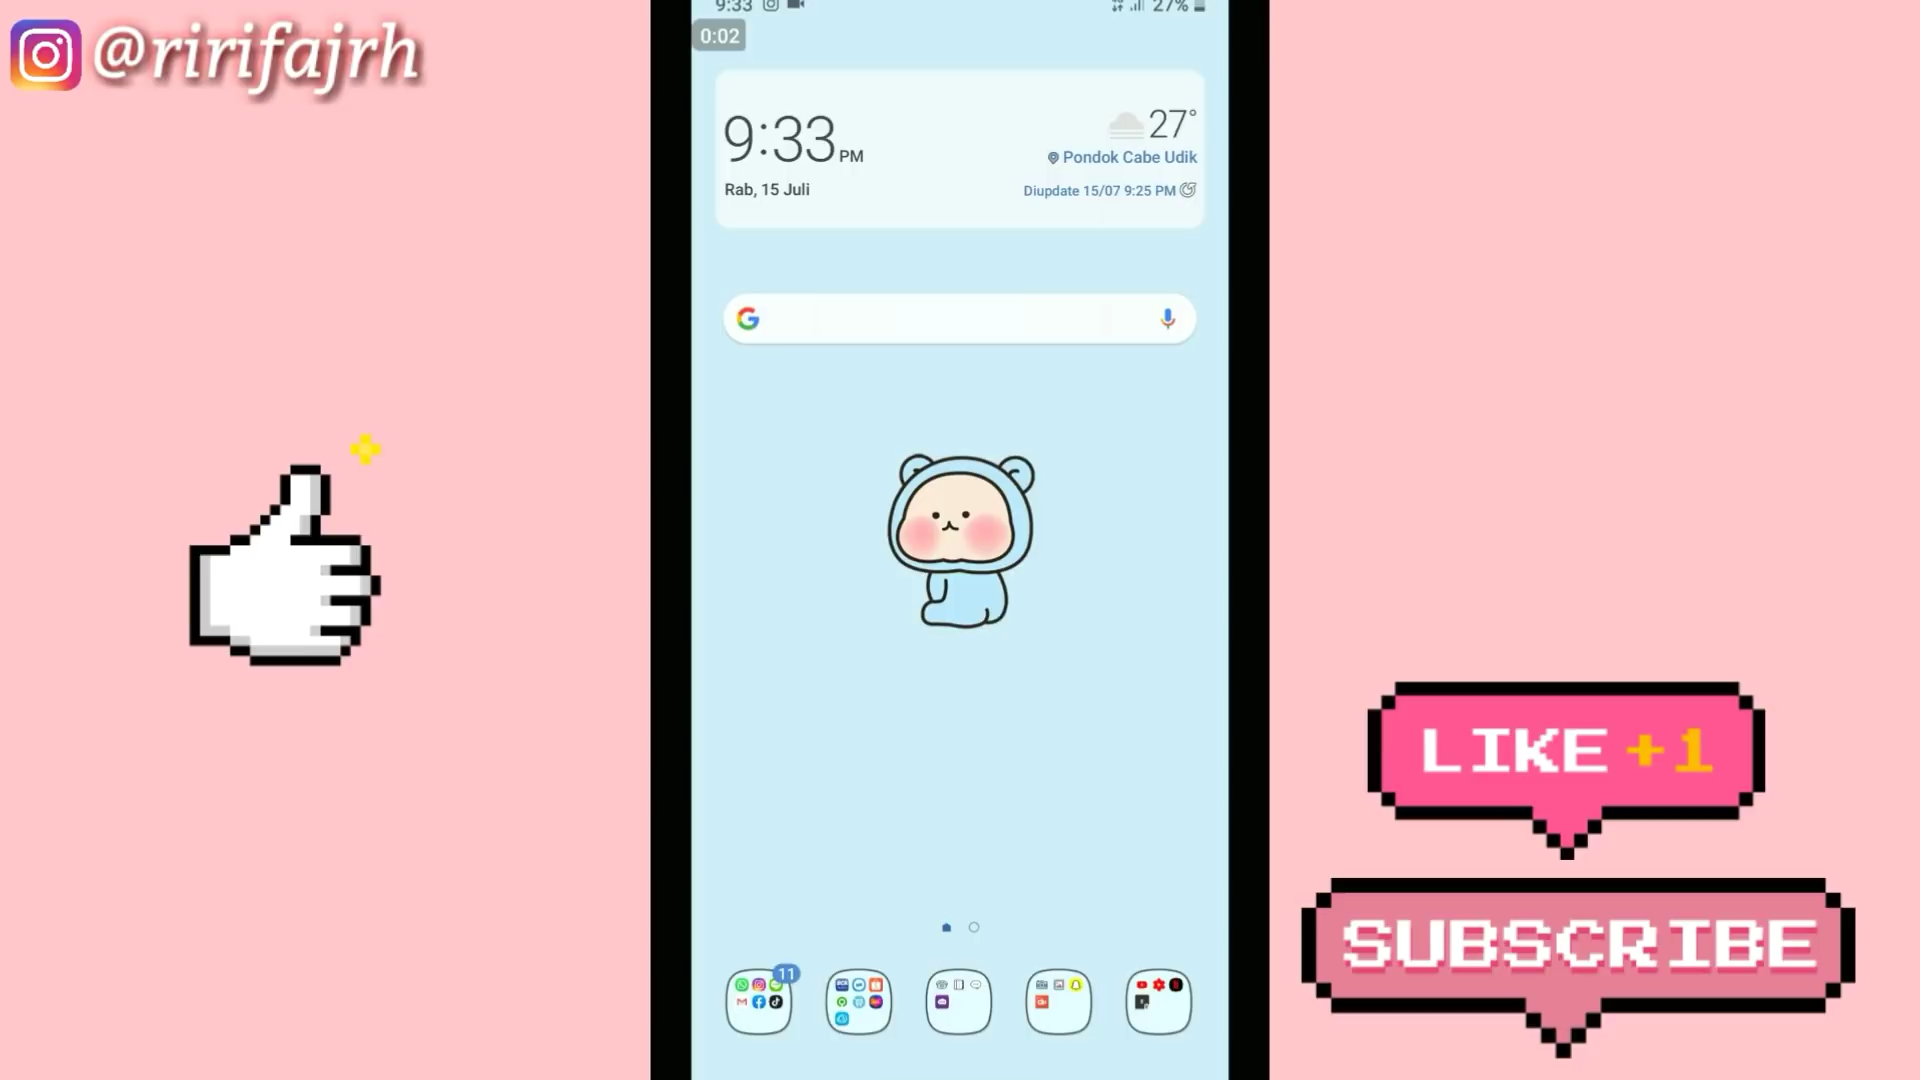 @ririfajrh
9:33
27%
0:02
9:33 PM
27°
Pondok Cabe Udik
Rab, 15 Juli
Diupdate 15/07 9:25 PM
11
LIKE +1
SUBSCRIBE